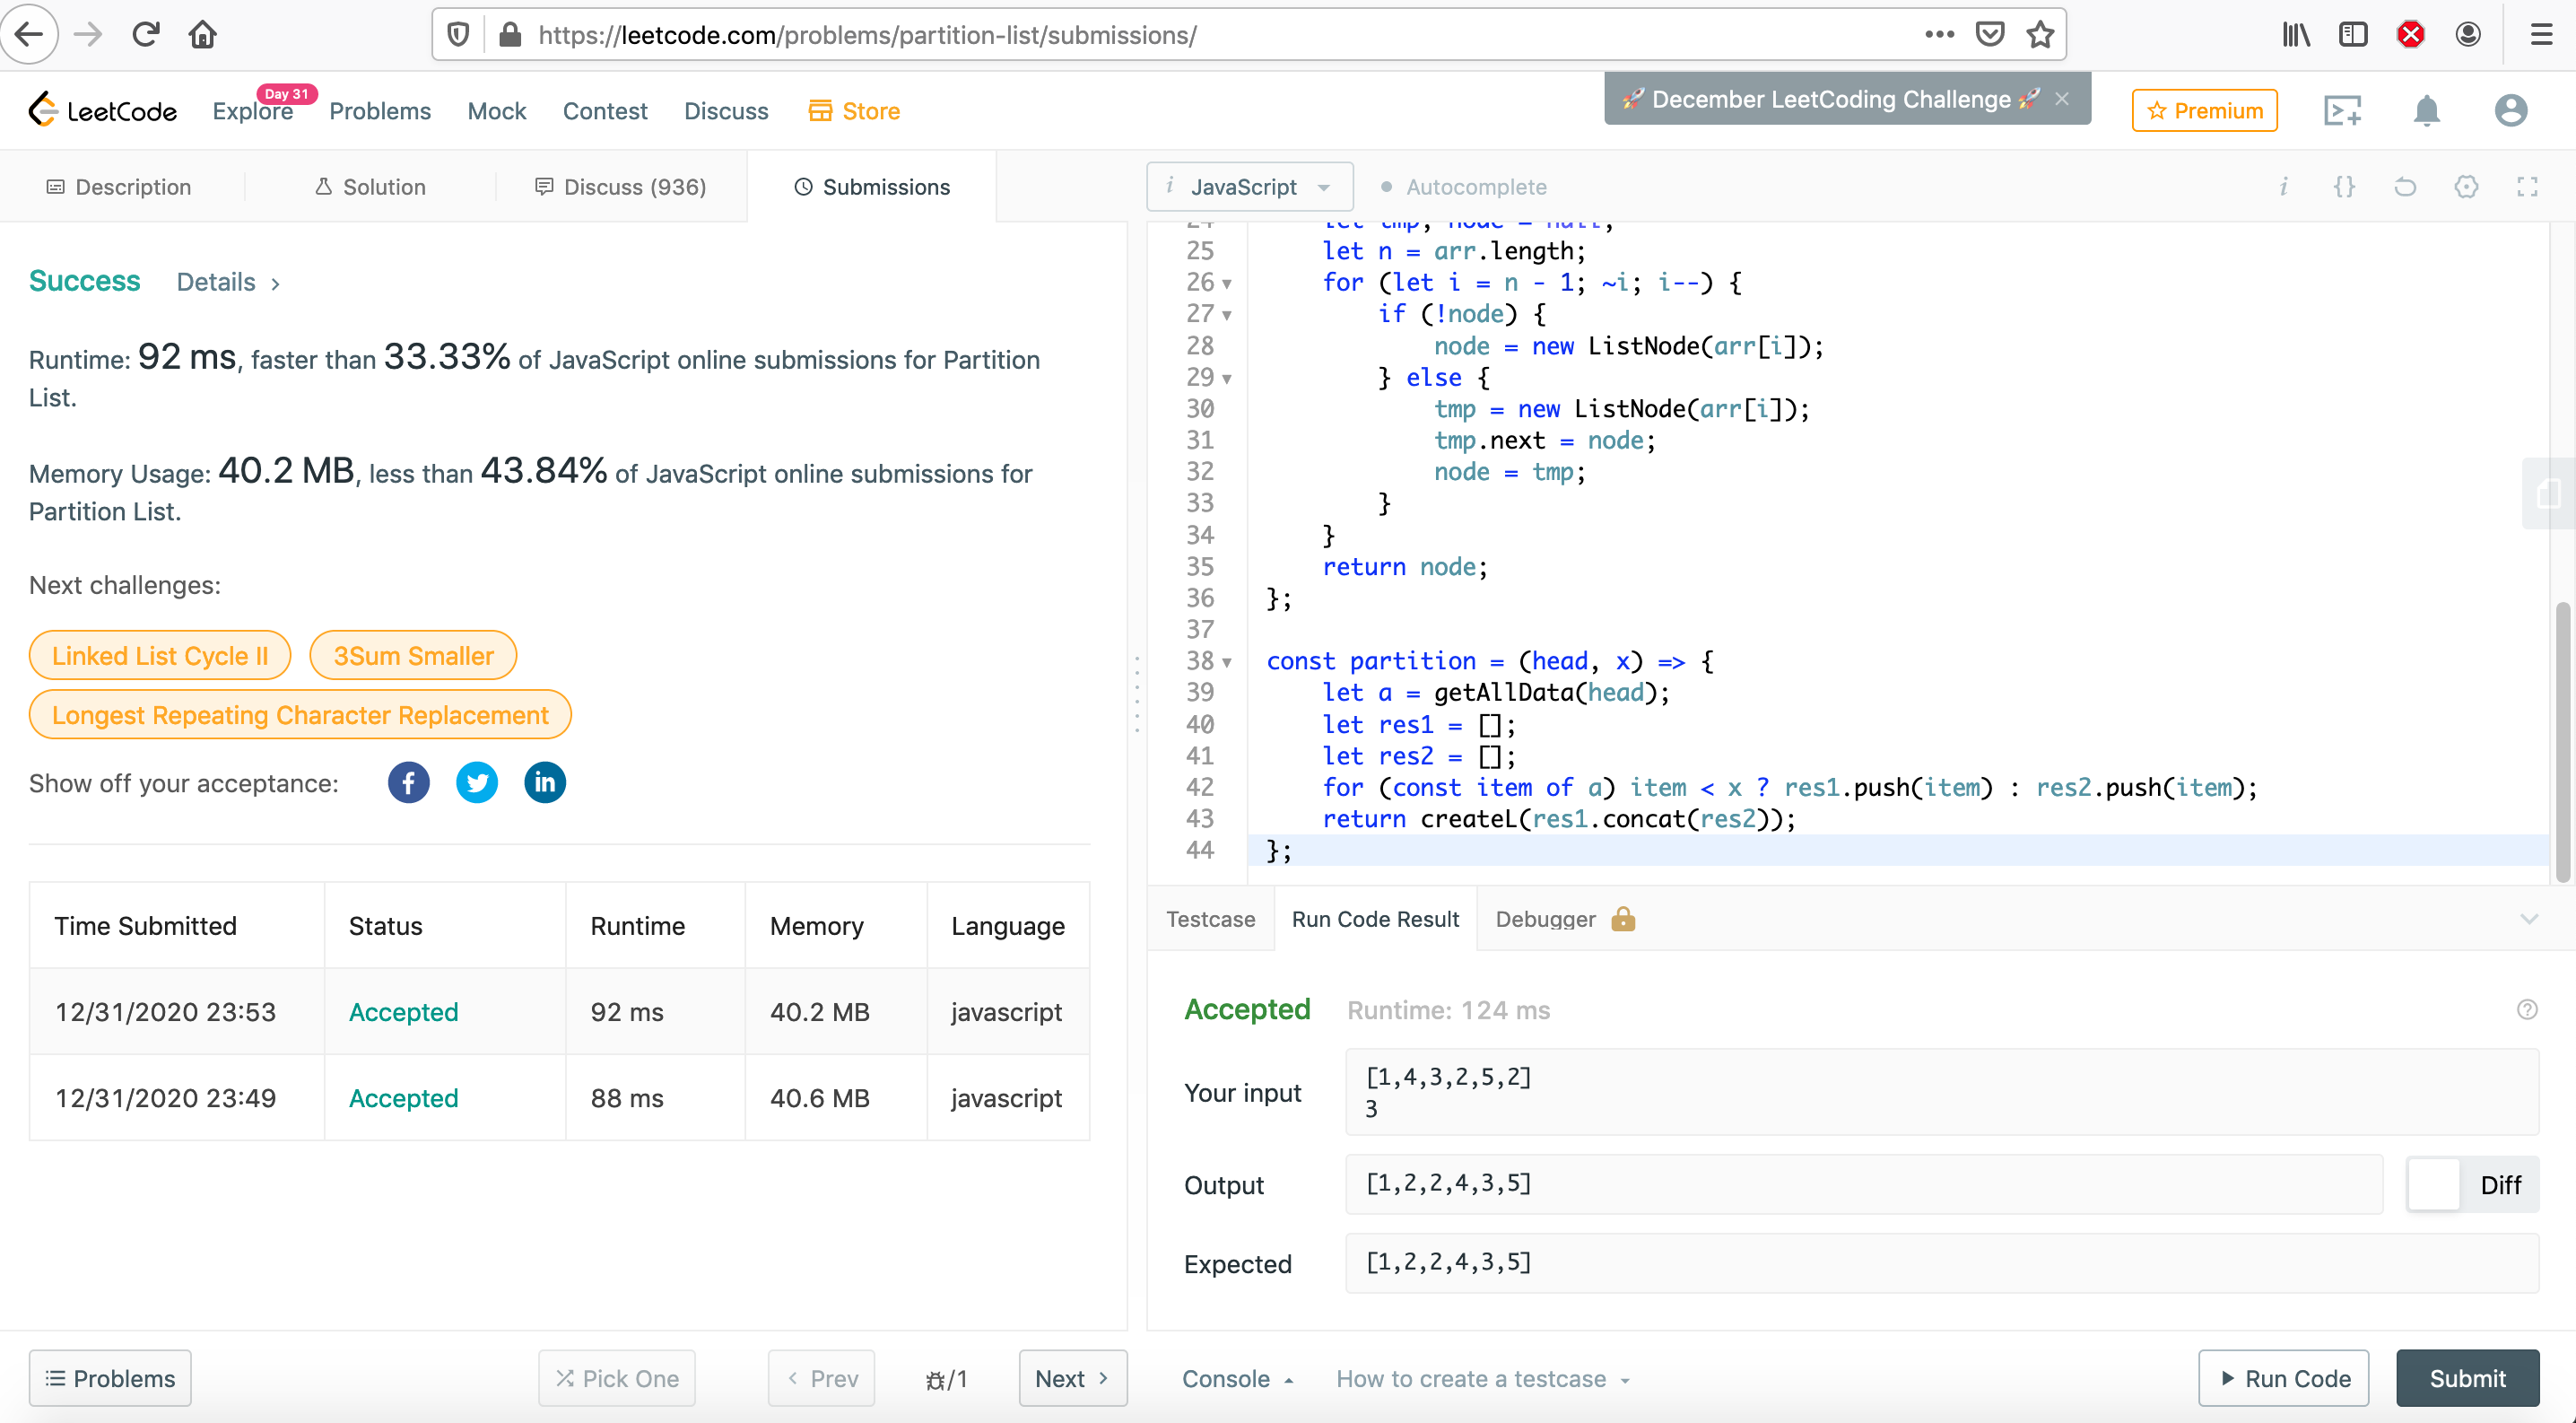 https://leetcode.com/problems/partition-list/submissions/
LeetCode
Explore
Day 31
Problems
Mock
Contest
Discuss
Store
🚀 December LeetCoding Challenge 🚀
Premium
Description
Solution
Discuss (936)
Submissions
Success
Details
Runtime: 92 ms, faster than 33.33% of JavaScript online submissions for Partition
List.
Memory Usage: 40.2 MB, less than 43.84% of JavaScript online submissions for
Partition List.
Next challenges:
Linked List Cycle II
3Sum Smaller
Longest Repeating Character Replacement
Show off your acceptance:
Time Submitted Status Runtime Memory Language
12/31/2020 23:53 Accepted 92 ms 40.2 MB javascript
12/31/2020 23:49 Accepted 88 ms 40.6 MB javascript
i JavaScript
Autocomplete
24 let tmp, node = null;
25 let n = arr.length;
26 for (let i = n - 1; ~i; i--) {
27 if (!node) {
28 node = new ListNode(arr[i]);
29 } else {
30 tmp = new ListNode(arr[i]);
31 tmp.next = node;
32 node = tmp;
33 }
34 }
35 return node;
36 };
37
38 const partition = (head, x) => {
39 let a = getAllData(head);
40 let res1 = [];
41 let res2 = [];
42 for (const item of a) item < x ? res1.push(item) : res2.push(item);
43 return createL(res1.concat(res2));
44 };
Testcase
Run Code Result
Debugger
Accepted
Runtime: 124 ms
Your input
[1,4,3,2,5,2]
3
Output
[1,2,2,4,3,5]
Diff
Expected
[1,2,2,4,3,5]
Problems
Pick One
Prev
/1
Next
Console
How to create a testcase
Run Code
Submit